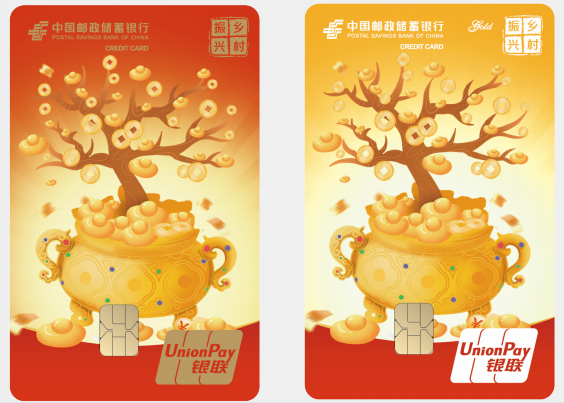 中国邮政储蓄银行
POSTAL SAVINGS BANK OF CHINA
CREDIT CARD
振 乡
兴 村
UnionPay
银联
中国邮政储蓄银行
POSTAL SAVINGS BANK OF CHINA
Gold
CREDIT CARD
振 乡
兴 村
UnionPay
银联